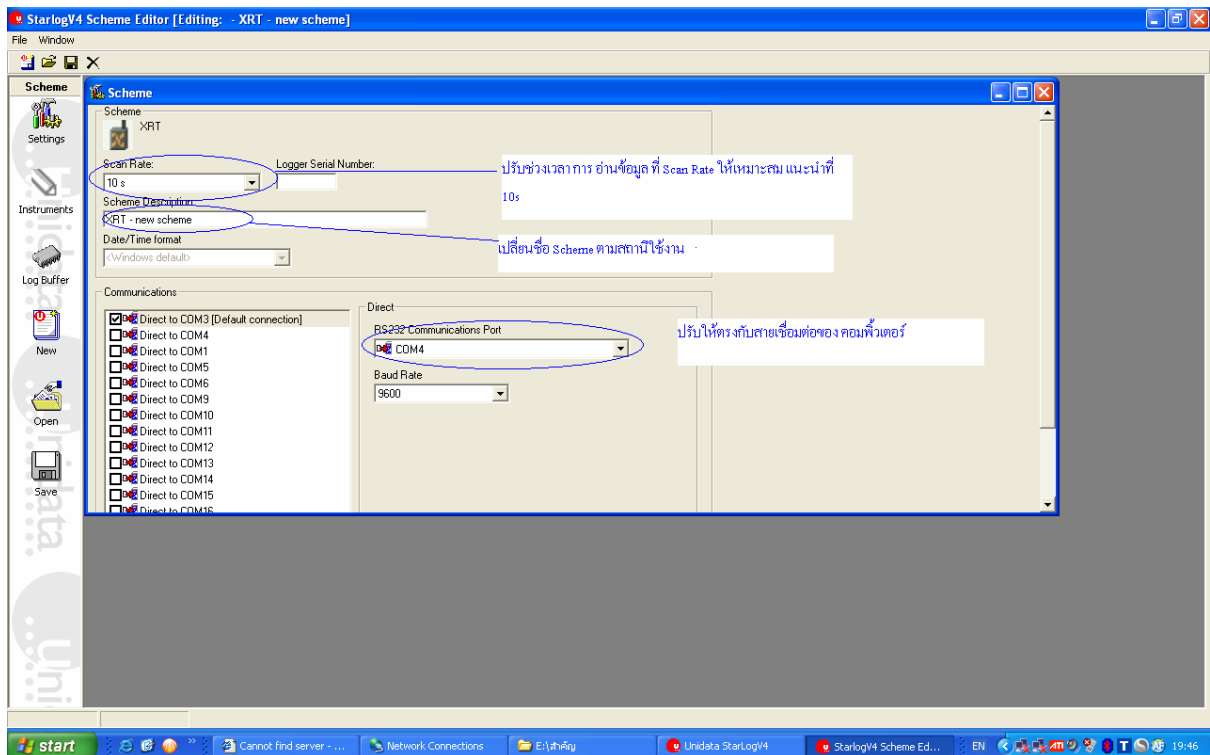 StarlogV4 Scheme Editor [Editing: - XRT - new scheme]
File Window
Scheme
Settings
Instruments
Log Buffer
New
Open
Save
Unidata
Uni
Scheme
Scheme
XRT
Scan Rate:
Logger Serial Number:
10 s
Scheme Description:
XRT - new scheme
Date/Time format
<Windows default>
ปรับช่วงเวลาการ อ่านข้อมูล ที่ Scan Rate ให้เหมาะสม แนะนำที่
10s
เปลี่ยนชื่อ Scheme ตามสถานีใช้งาน
Communications
Direct to COM3 [Default connection]
Direct to COM4
Direct to COM1
Direct to COM5
Direct to COM6
Direct to COM9
Direct to COM10
Direct to COM11
Direct to COM12
Direct to COM13
Direct to COM14
Direct to COM15
Direct to COM16
Direct
RS232 Communications Port
COM4
Baud Rate
9600
ปรับให้ตรงกับสายเชื่อมต่อของ คอมพิ้วเตอร์
start
Cannot find server - ...
Network Connections
E:\สำคัญ
Unidata StarLogV4
StarlogV4 Scheme Ed...
EN
19:46